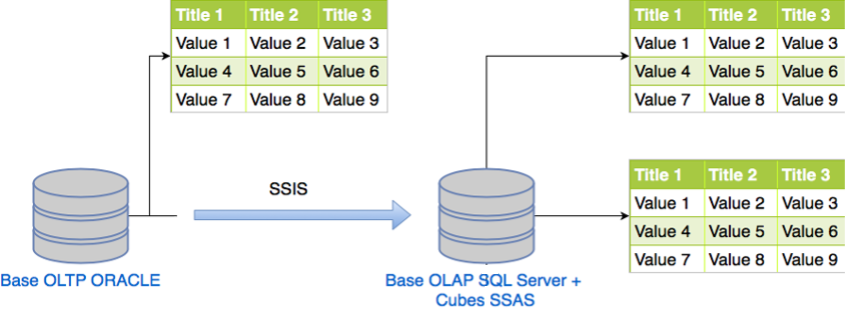 Title 1 Title 2 Title 3
Value 1 Value 2 Value 3
Value 4 Value 5 Value 6
Value 7 Value 8 Value 9
Title 1 Title 2 Title 3
Value 1 Value 2 Value 3
Value 4 Value 5 Value 6
Value 7 Value 8 Value 9
SSIS
Title 1 Title 2 Title 3
Value 1 Value 2 Value 3
Value 4 Value 5 Value 6
Value 7 Value 8 Value 9
Base OLTP ORACLE
Base OLAP SQL Server +
Cubes SSAS